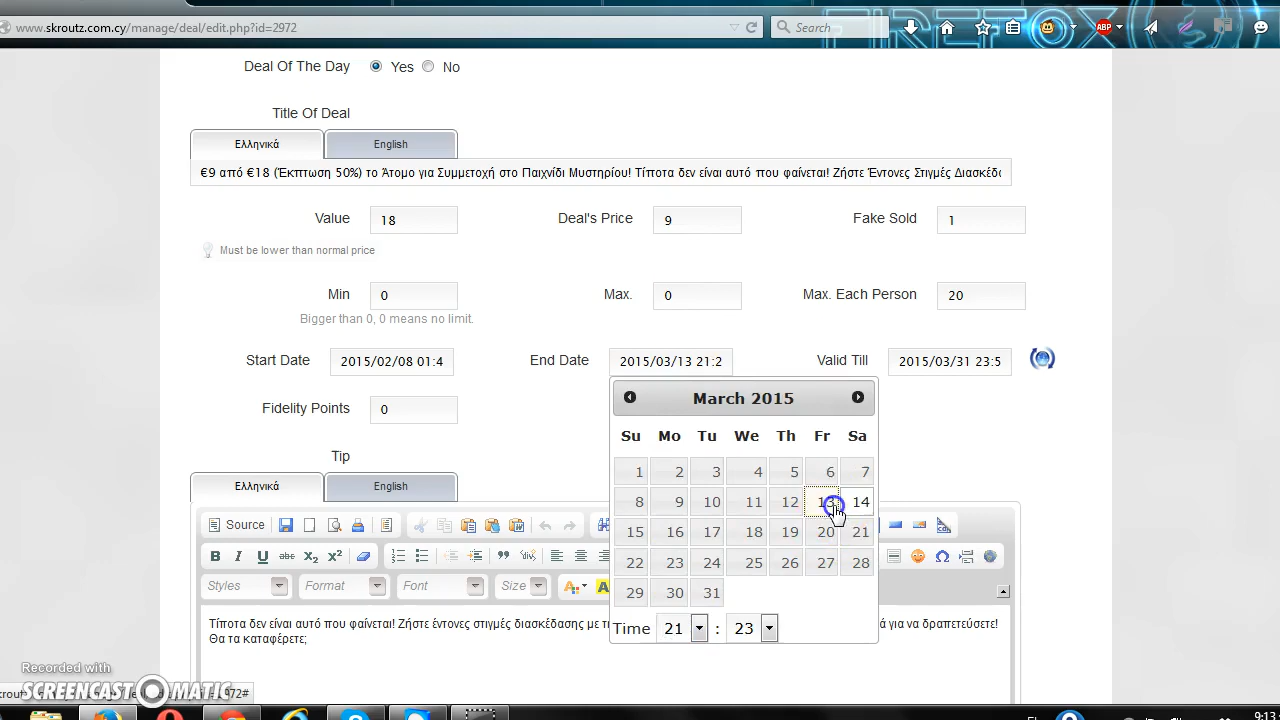 www.skroutz.com.cy/manage/deal/edit.php?id=2972
Search
ABP
FIREFOX
Deal Of The Day Yes No
Title Of Deal
Ελληνικά English
€9 από €18 (Έκπτωση 50%) το Άτομο για Συμμετοχή στο Παιχνίδι Μυστηρίου! Τίποτα δεν είναι αυτό που φαίνεται! Ζήστε Έντονες Στιγμές Διασκέδα
Value 18 Deal's Price 9 Fake Sold 1
Must be lower than normal price
Min 0 Max. 0 Max. Each Person 20
Bigger than 0, 0 means no limit.
Start Date 2015/02/08 01:4 End Date 2015/03/13 21:2 Valid Till 2015/03/31 23:5
Fidelity Points 0
March 2015
Su Mo Tu We Th Fr Sa
1 2 3 4 5 6 7
8 9 10 11 12 13 14
15 16 17 18 19 20 21
22 23 24 25 26 27 28
29 30 31
Time 21 : 23
Tip
Ελληνικά English
Source
B I U abc X₂ X²
Styles Format Font Size
Τίποτα δεν είναι αυτό που φαίνεται! Ζήστε έντονες στιγμές διασκέδασης με τη
ά για να δραπετεύσετε!
Θα τα καταφέρετε;
Recorded with
SCREENCAST MATIC
9:13